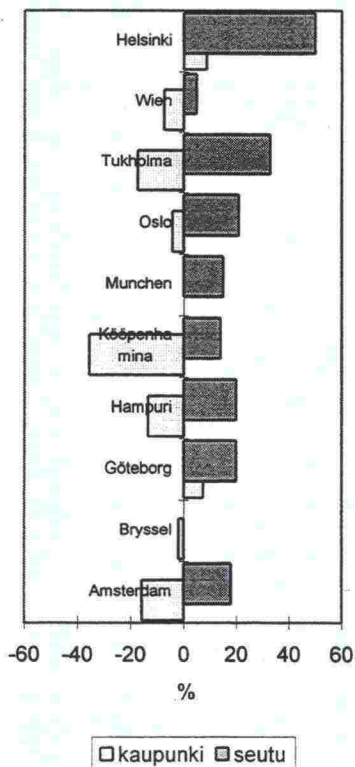 Helsinki
Wien
Tukholma
Oslo
Munchen
Kööpenha
mina
Hampuri
Göteborg
Bryssel
Amsterdam
-60 -40 -20 0 20 40 60
%
kaupunki seutu